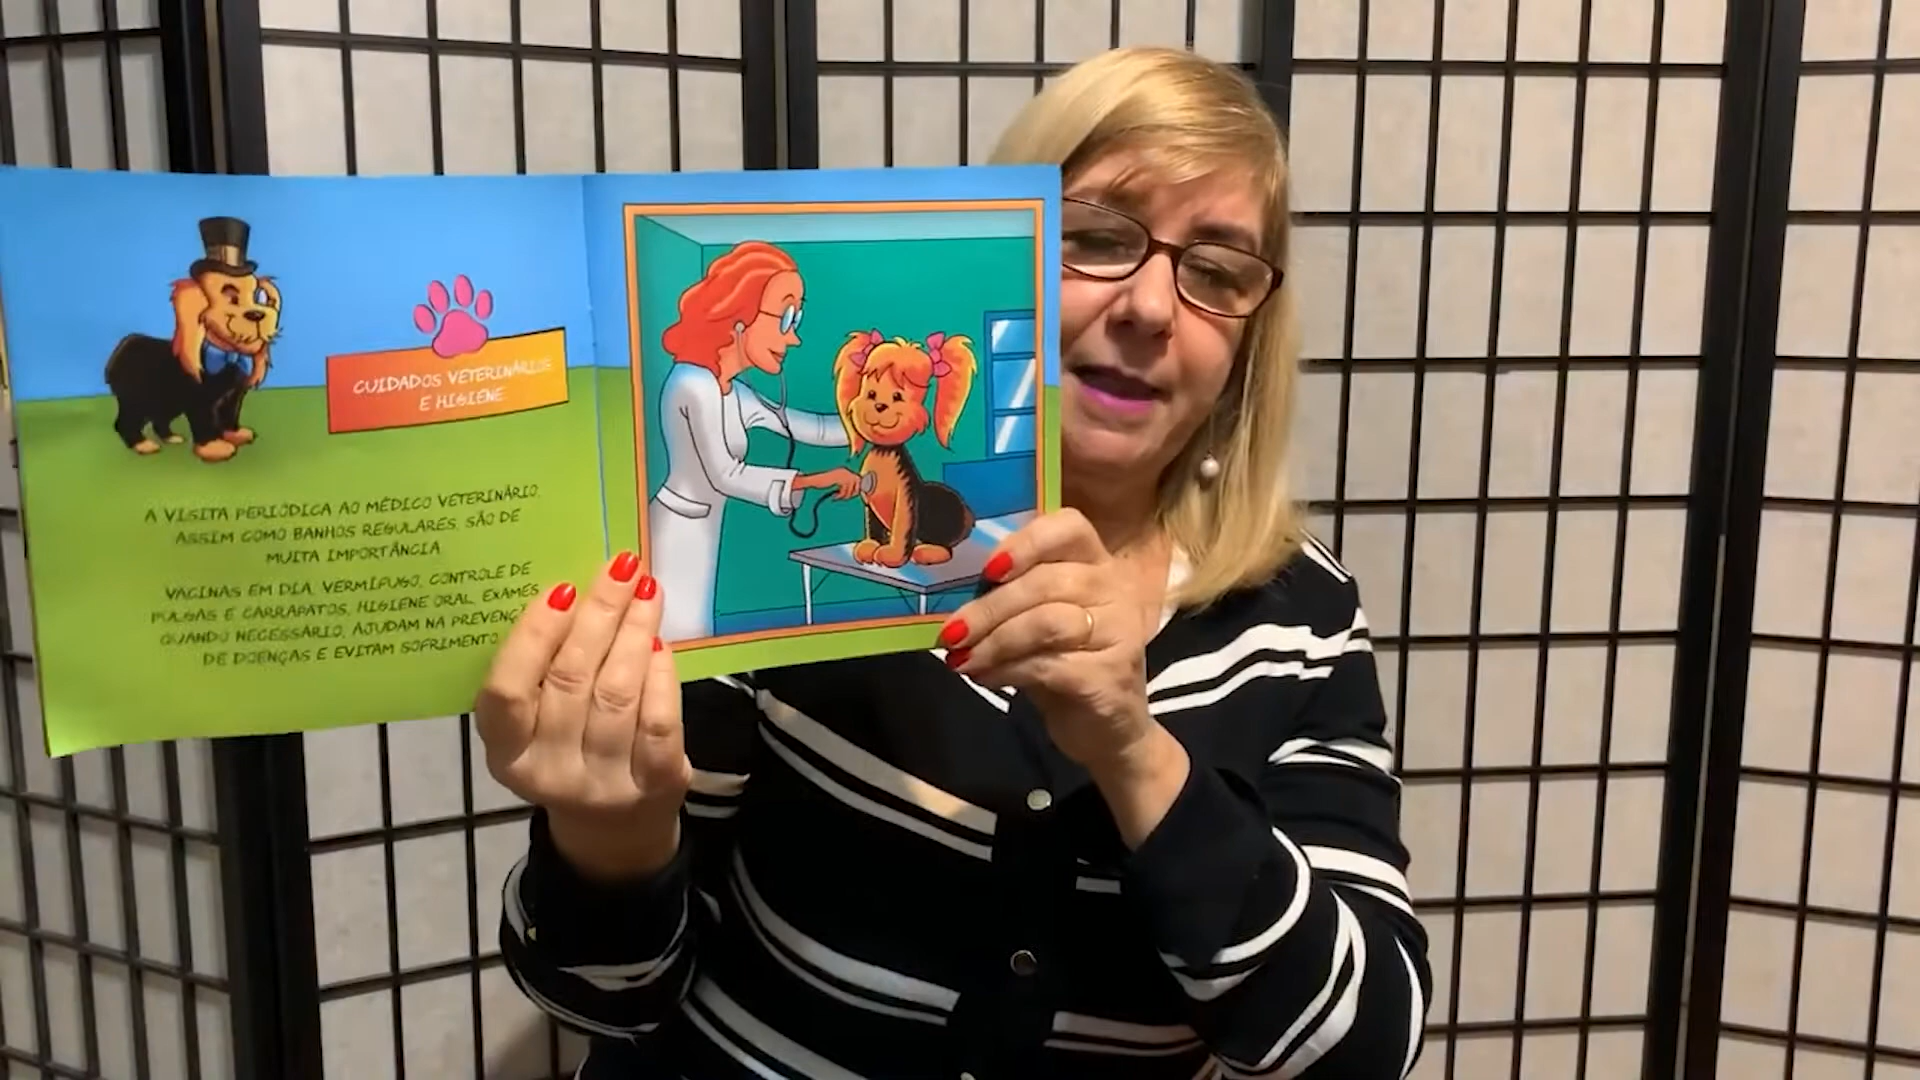 CUIDADOS VETERINÁRIOS
E HIGIENE
A VISITA PERIÓDICA AO MÉDICO VETERINÁRIO,
ASSIM COMO BANHOS REGULARES, SÃO DE
MUITA IMPORTÂNCIA.
VACINAS EM DIA, VERMÍFUGO, CONTROLE DE
PULGAS E CARRAPATOS, HIGIENE ORAL, EXAMES
QUANDO NECESSÁRIO, AJUDAM NA PREVENÇ
DE DOENÇAS E EVITAM SOFRIMENTO